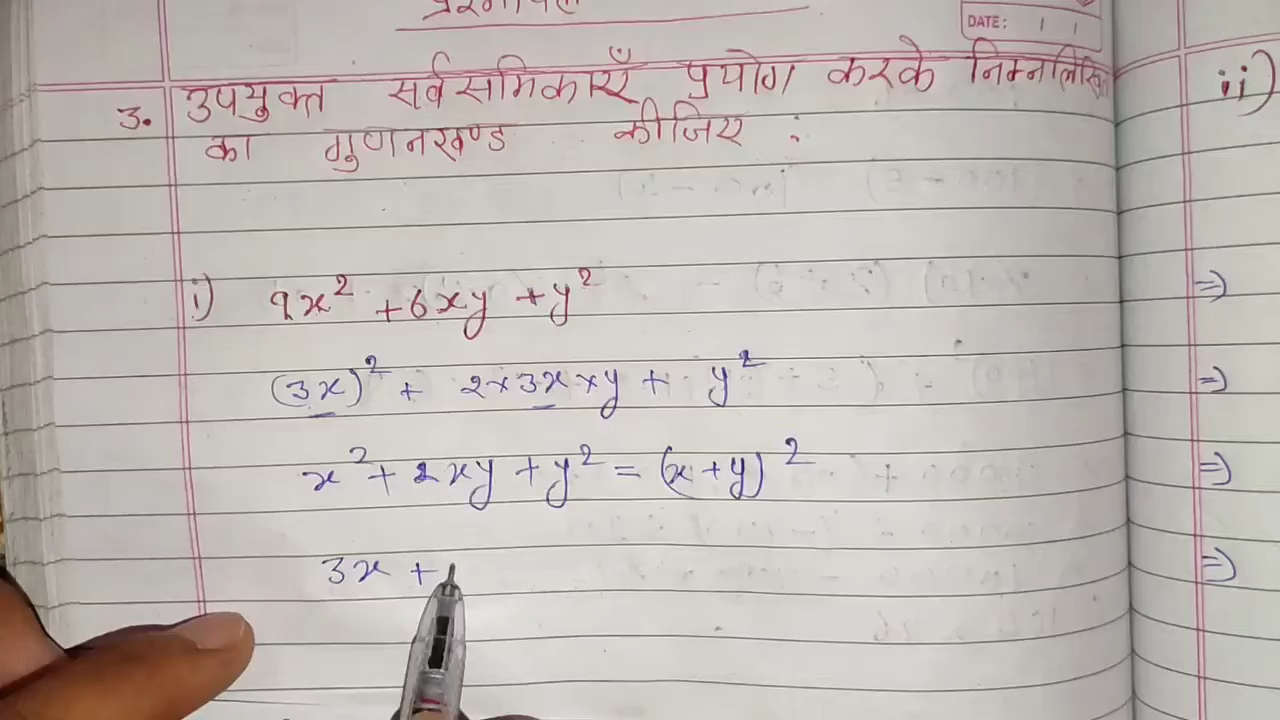 DATE:
3. उपयुक्त सर्वसमिकाएँ प्रयोग करके निम्नलिखित
का गुणनखण्ड कीजिए :
i) 9x² + 6xy + y²
(3x)² + 2×3x×y + y²
x² + 2xy + y² = (x+y)²
3x +
ii)
⇒
⇒
⇒
⇒